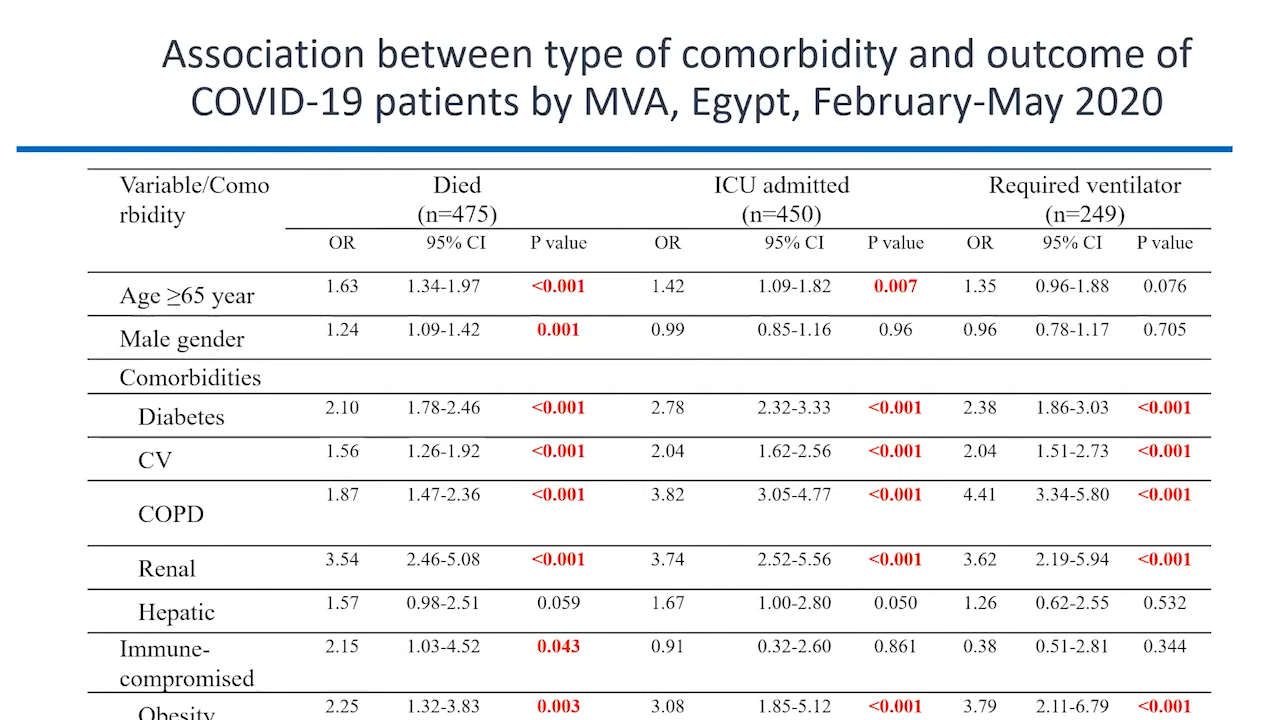 Association between type of comorbidity and outcome of
COVID-19 patients by MVA, Egypt, February-May 2020
Variable/Como
rbidity
Died
(n=475)
ICU admitted
(n=450)
Required ventilator
(n=249)
OR 95% CI P value OR 95% CI P value OR 95% CI P value
Age ≥65 year 1.63 1.34-1.97 <0.001 1.42 1.09-1.82 0.007 1.35 0.96-1.88 0.076
Male gender 1.24 1.09-1.42 0.001 0.99 0.85-1.16 0.96 0.96 0.78-1.17 0.705
Comorbidities
Diabetes 2.10 1.78-2.46 <0.001 2.78 2.32-3.33 <0.001 2.38 1.86-3.03 <0.001
CV 1.56 1.26-1.92 <0.001 2.04 1.62-2.56 <0.001 2.04 1.51-2.73 <0.001
COPD 1.87 1.47-2.36 <0.001 3.82 3.05-4.77 <0.001 4.41 3.34-5.80 <0.001
Renal 3.54 2.46-5.08 <0.001 3.74 2.52-5.56 <0.001 3.62 2.19-5.94 <0.001
Hepatic 1.57 0.98-2.51 0.059 1.67 1.00-2.80 0.050 1.26 0.62-2.55 0.532
Immune-
compromised 2.15 1.03-4.52 0.043 0.91 0.32-2.60 0.861 0.38 0.51-2.81 0.344
Obesity 2.25 1.32-3.83 0.003 3.08 1.85-5.12 <0.001 3.79 2.11-6.79 <0.001